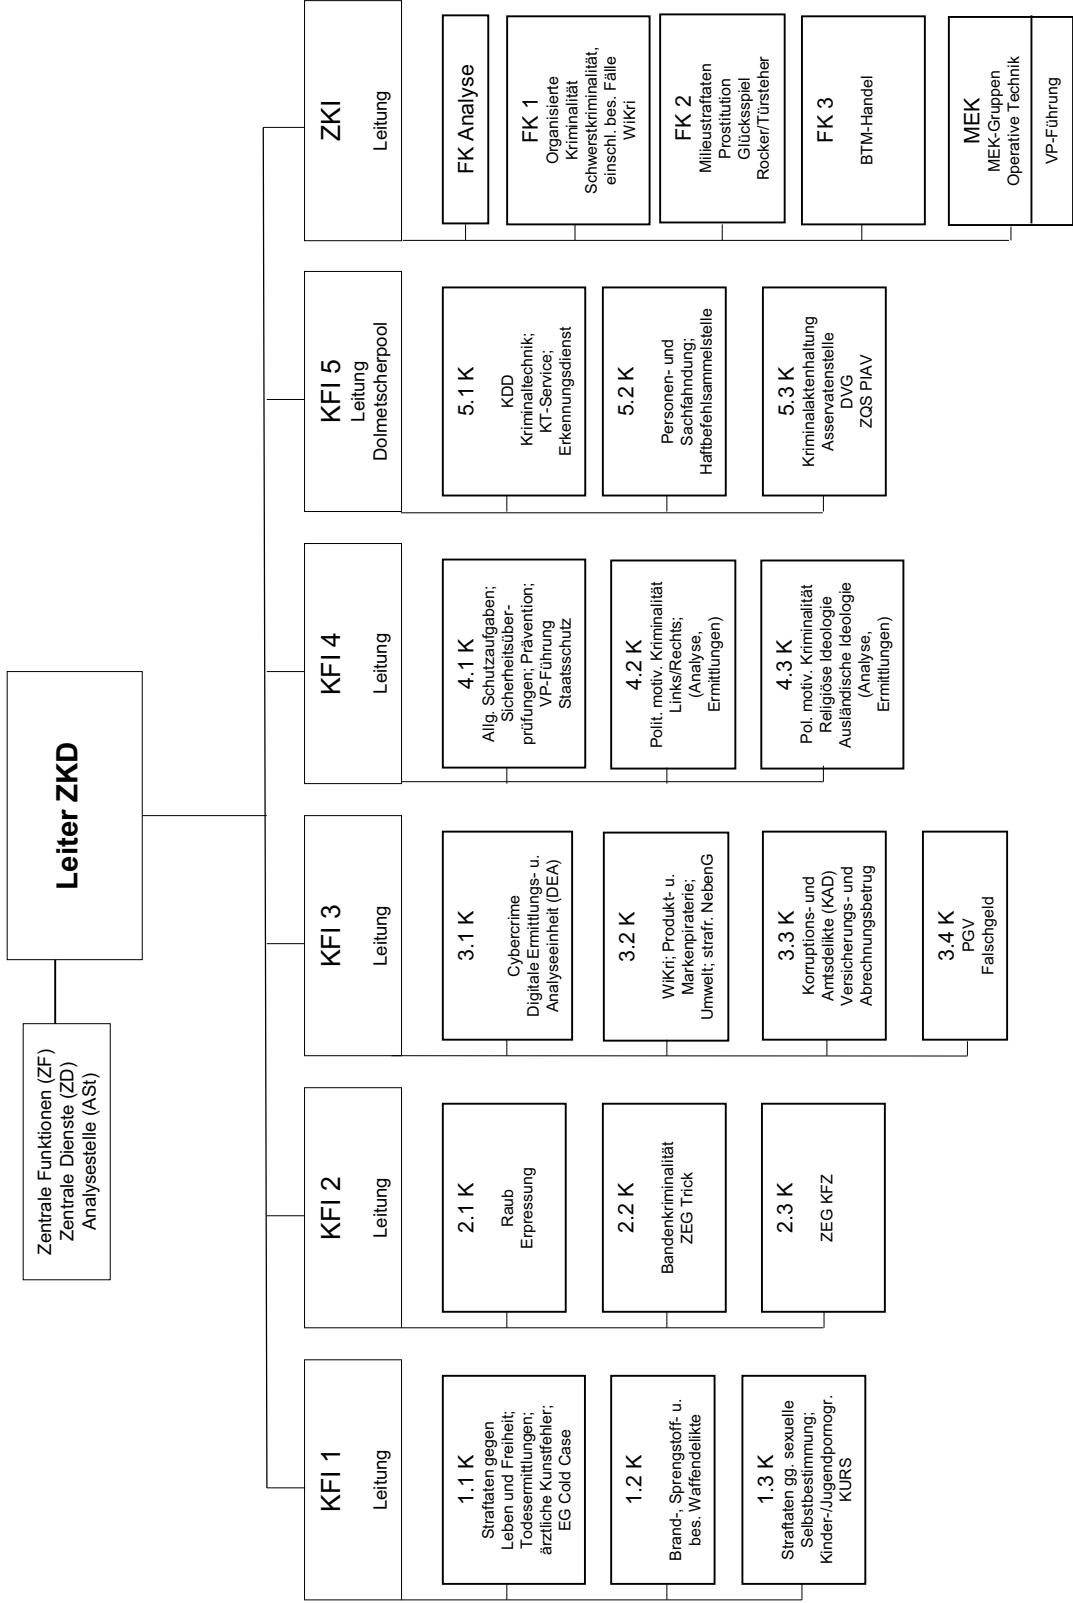 Leiter ZKD
Zentrale Funktionen (ZF)
Zentrale Dienste (ZD)
Analysestelle (ASt)
KFI 1
Leitung
1.1 K
Straftaten gegen
Leben und Freiheit;
Todesermittlungen;
ärztliche Kunstfehler;
EG Cold Case
1.2 K
Brand-, Sprengstoff- u.
bes. Waffendelikte
1.3 K
Straftaten gg. sexuelle
Selbstbestimmung;
Kinder-/Jugendpornogr.
KURS
KFI 2
Leitung
2.1 K
Raub
Erpressung
2.2 K
Bandenkriminalität
ZEG Trick
2.3 K
ZEG KFZ
KFI 3
Leitung
3.1 K
Cybercrime
Digitale Ermittlungs- u.
Analyseeinheit (DEA)
3.2 K
WiKri; Produkt- u.
Markenpiraterie;
Umwelt; strafr. NebenG
3.3 K
Korruptions- und
Amtsdelikte (KAD)
Versicherungs- und
Abrechnungsbetrug
3.4 K
PGV
Falschgeld
KFI 4
Leitung
4.1 K
Allg. Schutzaufgaben;
Sicherheitsüber-
prüfungen; Prävention;
VP-Führung
Staatsschutz
4.2 K
Polit. motiv. Kriminalität
Links/Rechts;
(Analyse,
Ermittlungen)
4.3 K
Pol. motiv. Kriminalität
Religiöse Ideologie
Ausländische Ideologie
(Analyse,
Ermittlungen)
KFI 5
Leitung
Dolmetscherpool
5.1 K
KDD
Kriminaltechnik;
KT-Service;
Erkennungsdienst
5.2 K
Personen- und
Sachfahndung;
Haftbefehlsammelstelle
5.3 K
Kriminalaktenhaltung
Asservatenstelle
DVG
ZQS PIAV
ZKI
Leitung
FK Analyse
FK 1
Organisierte
Kriminalität
Schwerstkriminalität,
einschl. bes. Fälle
WiKri
FK 2
Milieustraftaten
Prostitution
Glücksspiel
Rocker/Türsteher
FK 3
BTM-Handel
MEK
MEK-Gruppen
Operative Technik
VP-Führung